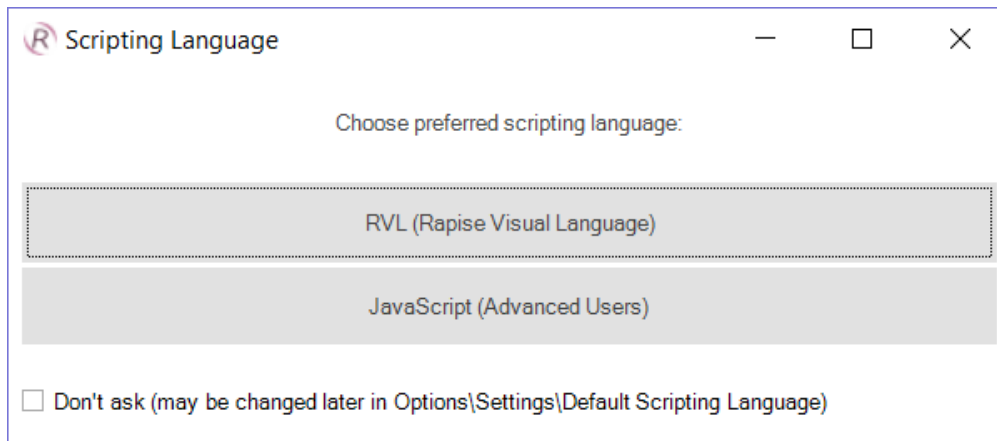 R Scripting Language
Choose preferred scripting language:
RVL (Rapise Visual Language)
JavaScript (Advanced Users)
Don't ask (may be changed later in Options\Settings\Default Scripting Language)